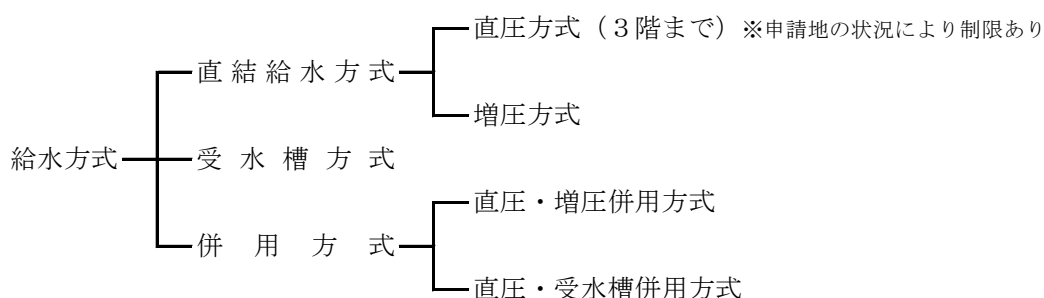 直圧方式（３階まで）※申請地の状況により制限あり
直結給水方式
増圧方式
給水方式
受水槽方式
直圧・増圧併用方式
併用方式
直圧・受水槽併用方式